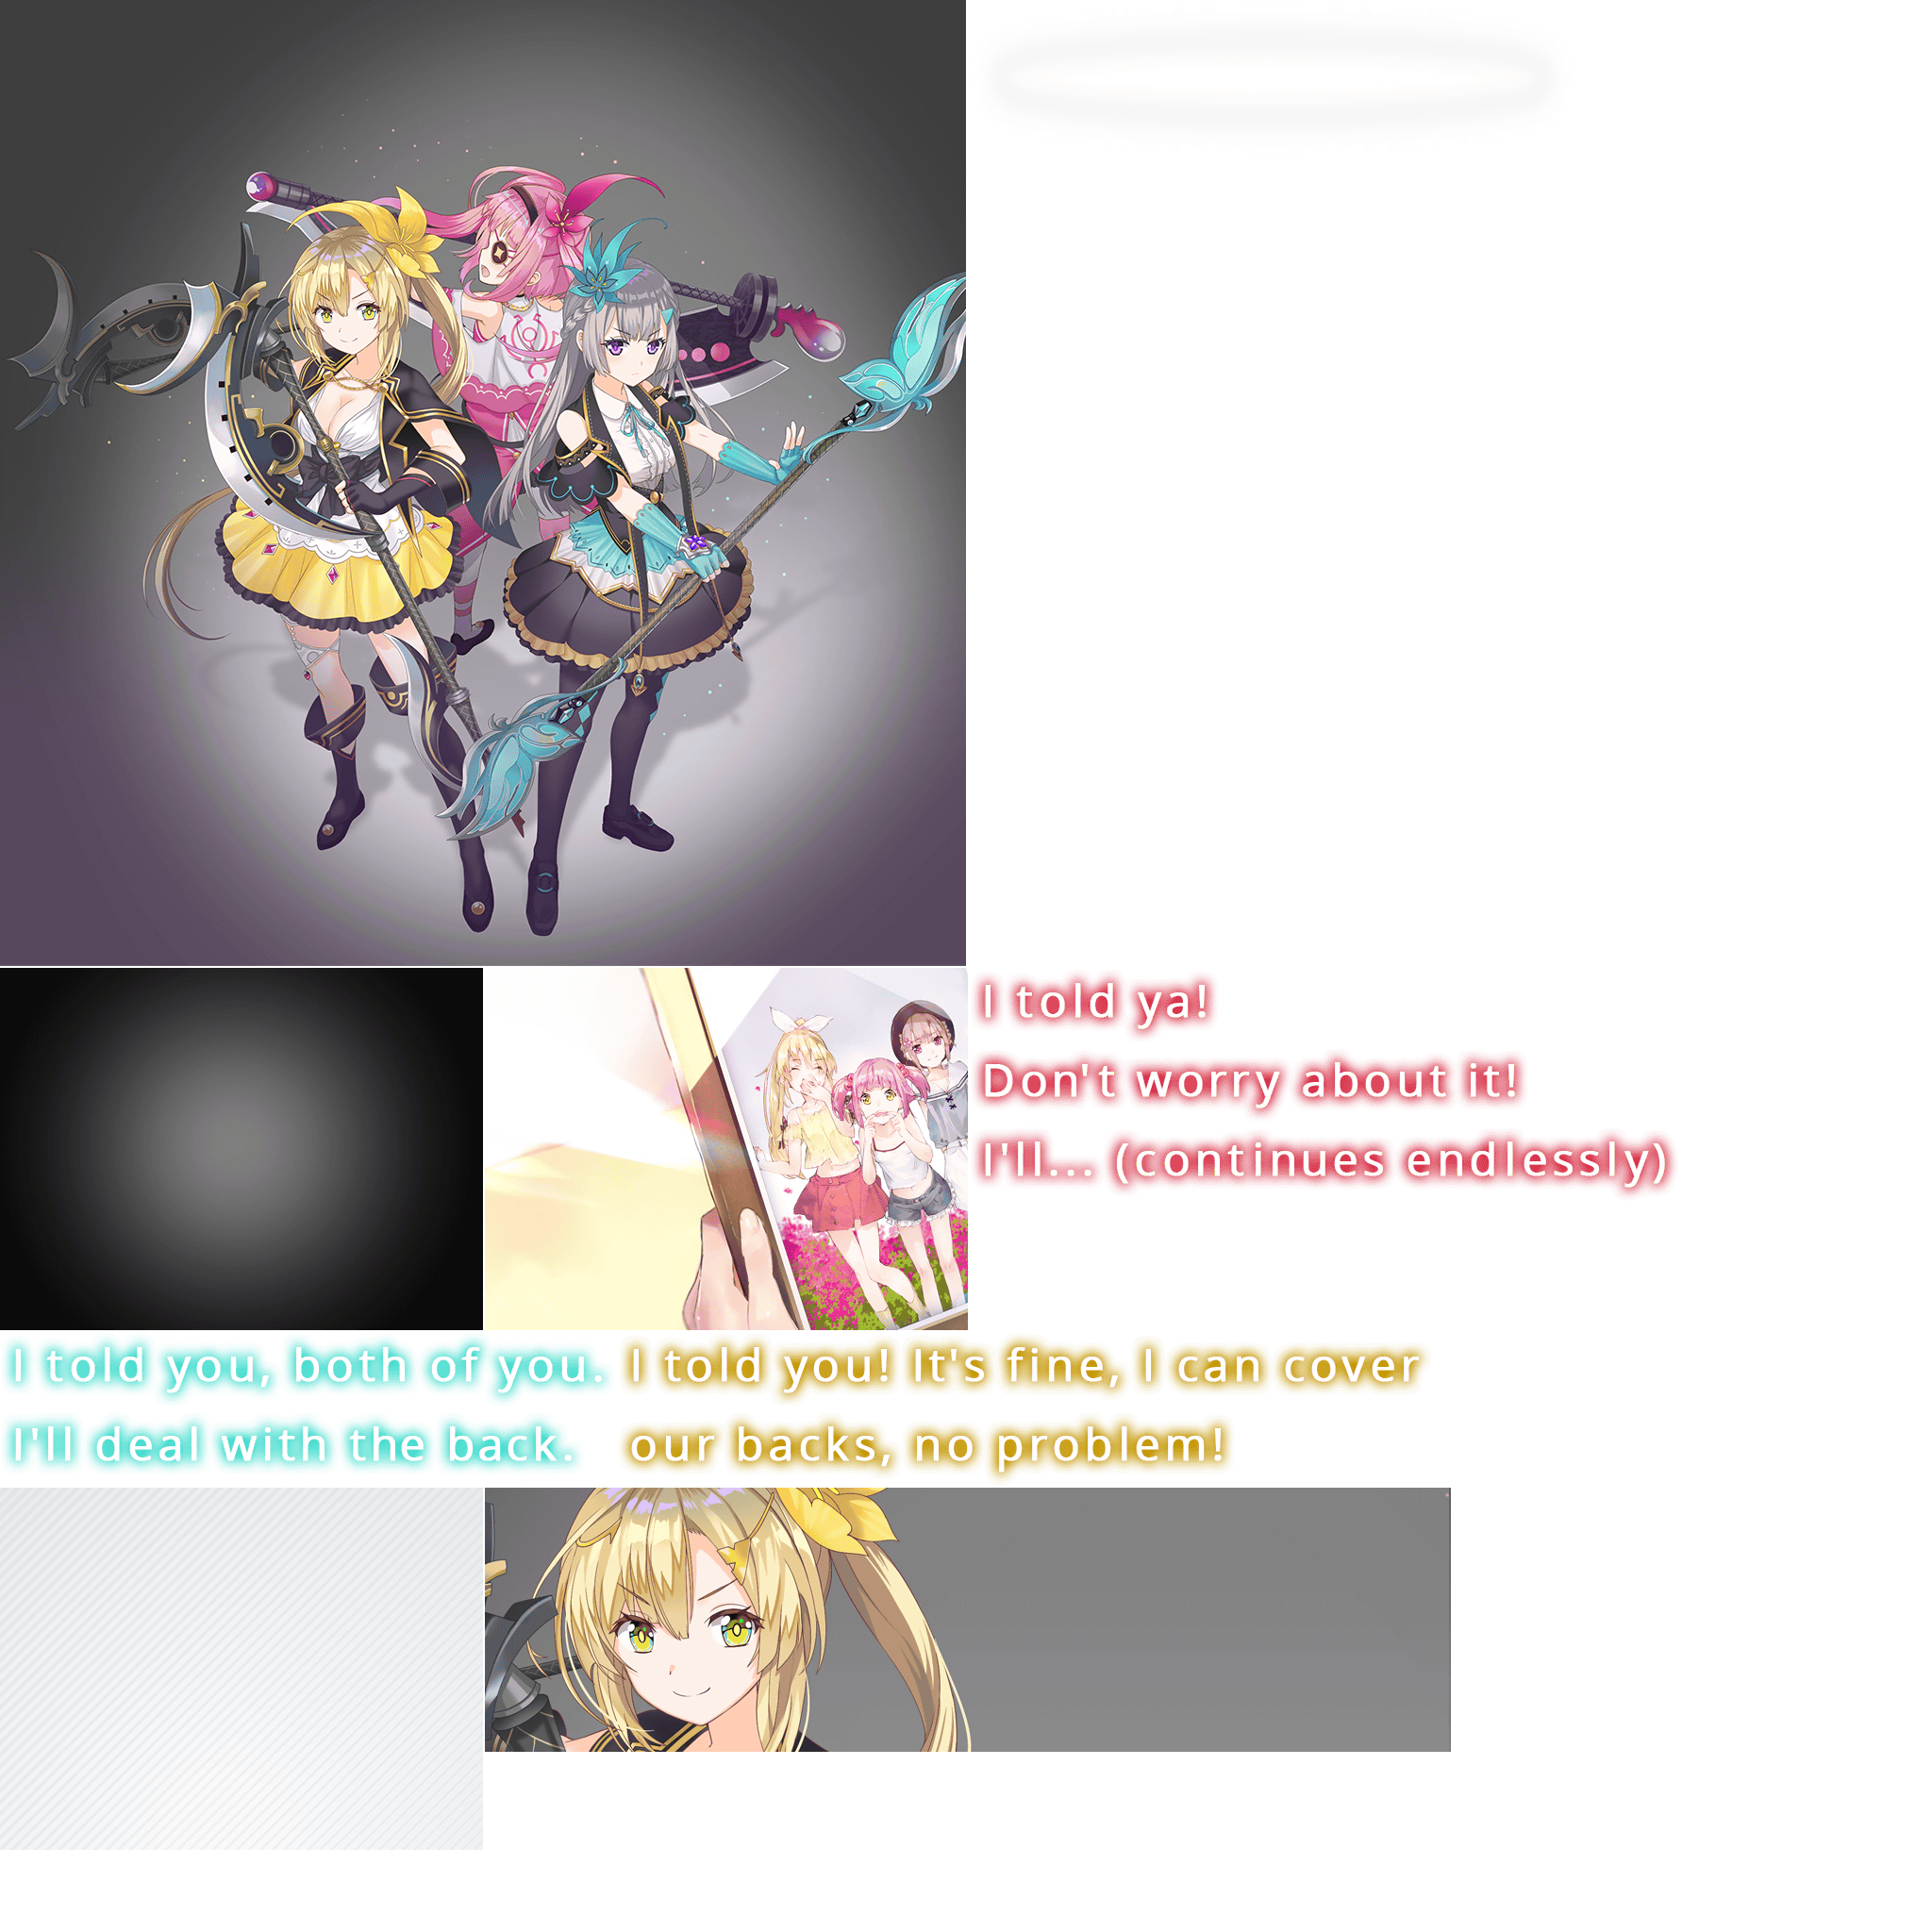 I told ya!
Don't worry about it!
I'll... (continues endlessly)
I told you, both of you.
I'll deal with the back.
I told you! It's fine, I can cover
our backs, no problem!